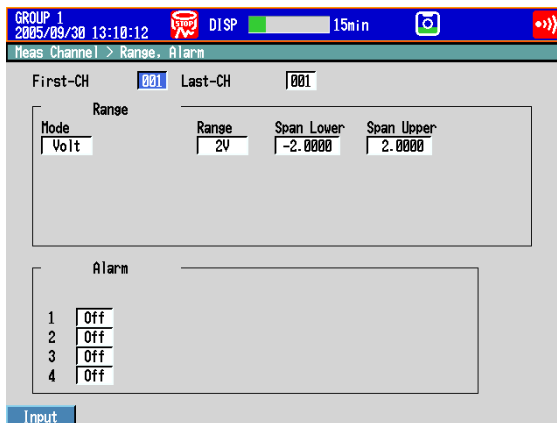 GROUP 1
2005/09/30 13:10:12 STOP DISP 15min
Meas Channel > Range, Alarm
First-CH 001 Last-CH 001
Range
Mode Range Span Lower Span Upper
Volt 2V -2.0000 2.0000
Alarm
1 Off
2 Off
3 Off
4 Off
Input